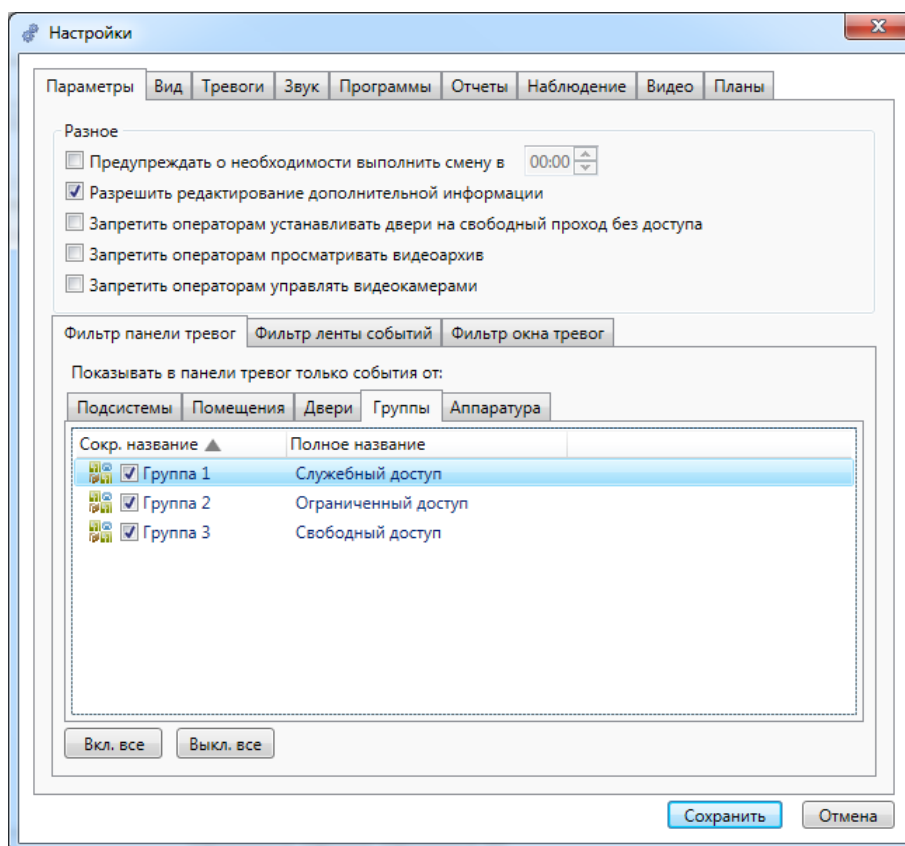 Настройки
Параметры Вид Тревоги Звук Программы Отчеты Наблюдение Видео Планы
Разное
Предупреждать о необходимости выполнить смену в 00:00
Разрешить редактирование дополнительной информации
Запретить операторам устанавливать двери на свободный проход без доступа
Запретить операторам просматривать видеоархив
Запретить операторам управлять видеокамерами
Фильтр панели тревог Фильтр ленты событий Фильтр окна тревог
Показывать в панели тревог только события от:
Подсистемы Помещения Двери Группы Аппаратура
Сокр. название Полное название
Группа 1 Служебный доступ
Группа 2 Ограниченный доступ
Группа 3 Свободный доступ
Вкл. все Выкл. все
Сохранить Отмена